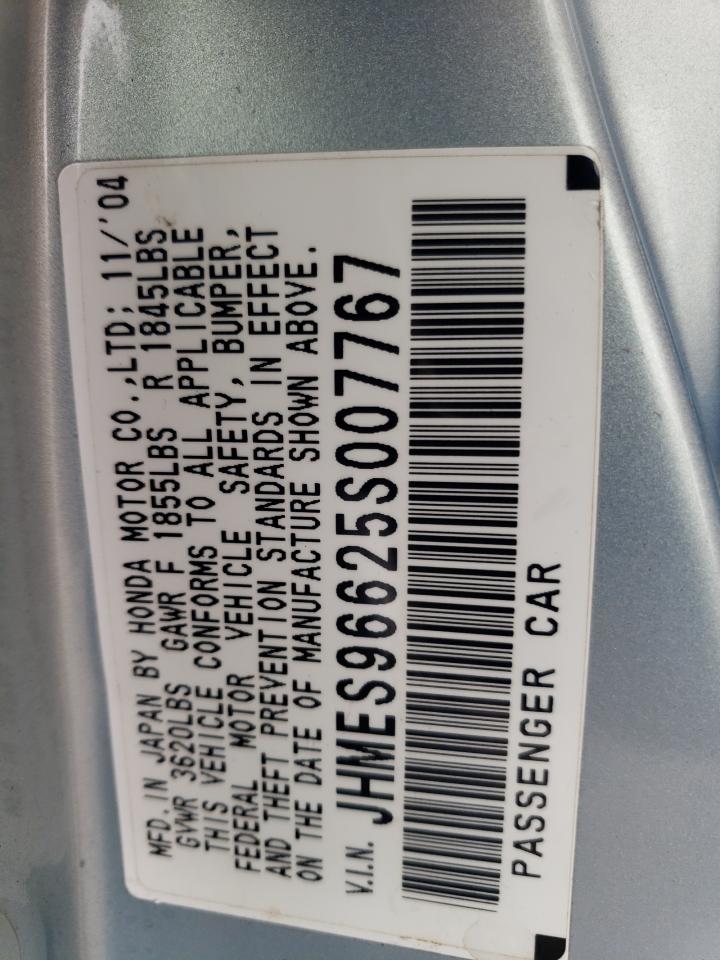 MFD. IN JAPAN BY HONDA MOTOR CO.,LTD; 11/'04
GVWR 3620LBS GAWR F 1855LBS R 1845LBS
THIS VEHICLE CONFORMS TO ALL APPLICABLE
FEDERAL MOTOR VEHICLE SAFETY, BUMPER,
AND THEFT PREVENTION STANDARDS IN EFFECT
ON THE DATE OF MANUFACTURE SHOWN ABOVE.
V.I.N. JHMES96625S007767
PASSENGER CAR